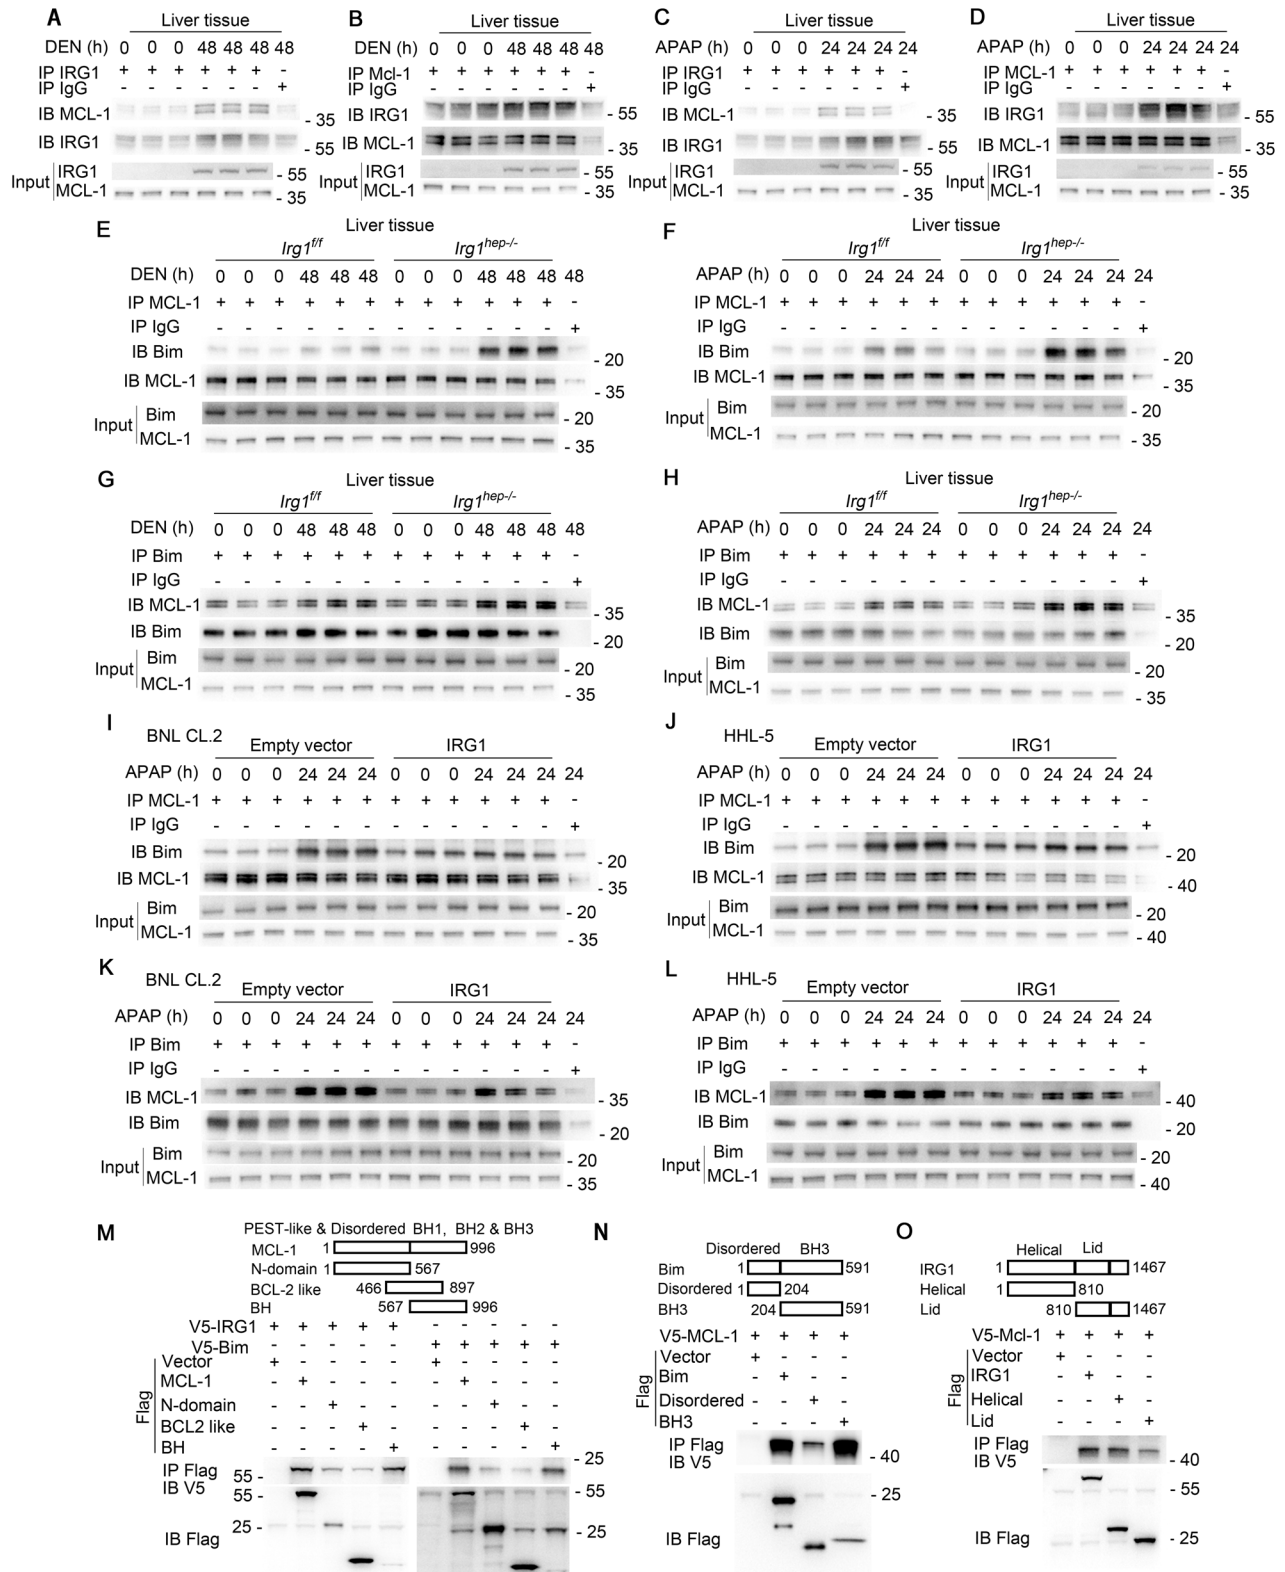 A
Liver tissue
DEN (h) 0 0 0 48 48 48 48
IP IRG1 + + + + + + -
IP IgG +
IB MCL-1 - 35
IB IRG1 - 55
Input IRG1 - 55
MCL-1 - 35
B
Liver tissue
DEN (h) 0 0 0 48 48 48 48
IP Mcl-1 + + + + + + -
IP IgG +
IB IRG1 - 55
IB MCL-1 - 35
Input IRG1 - 55
MCL-1 - 35
C
Liver tissue
APAP (h) 0 0 0 24 24 24 24
IP IRG1 + + + + + + -
IP IgG +
IB MCL-1 - 35
IB IRG1 - 55
Input IRG1 - 55
MCL-1 - 35
D
Liver tissue
APAP (h) 0 0 0 24 24 24 24
IP MCL-1 + + + + + + -
IP IgG +
IB IRG1 - 55
IB MCL-1 - 35
Input IRG1 - 55
MCL-1 - 35
E
Liver tissue
Irg1f/f Irg1hep-/-
DEN (h) 0 0 0 48 48 48 0 0 0 48 48 48 48
IP MCL-1 + + + + + + + + + + + + -
IP IgG - - - - - - - - - - - - +
IB Bim - 20
IB MCL-1 - 35
Input Bim - 20
MCL-1 - 35
F
Liver tissue
Irg1f/f Irg1hep-/-
APAP (h) 0 0 0 24 24 24 0 0 0 24 24 24 24
IP MCL-1 + + + + + + + + + + + + -
IP IgG - - - - - - - - - - - - +
IB Bim - 20
IB MCL-1 - 35
Input Bim - 20
MCL-1 - 35
G
Liver tissue
Irg1f/f Irg1hep-/-
DEN (h) 0 0 0 48 48 48 0 0 0 48 48 48 48
IP Bim + + + + + + + + + + + + -
IP IgG - - - - - - - - - - - - +
IB MCL-1 - 35
IB Bim - 20
Input Bim - 20
MCL-1 - 35
H
Liver tissue
Irg1f/f Irg1hep-/-
APAP (h) 0 0 0 24 24 24 0 0 0 24 24 24 24
IP Bim + + + + + + + + + + + + -
IP IgG - - - - - - - - - - - - +
IB MCL-1 - 35
IB Bim - 20
Input Bim - 20
MCL-1 - 35
I
BNL CL.2
Empty vector IRG1
APAP (h) 0 0 0 24 24 24 0 0 0 24 24 24 24
IP MCL-1 + + + + + + + + + + + + -
IP IgG - - - - - - - - - - - - +
IB Bim - 20
IB MCL-1 - 35
Input Bim - 20
MCL-1 - 35
J
HHL-5
Empty vector IRG1
APAP (h) 0 0 0 24 24 24 0 0 0 24 24 24 24
IP MCL-1 + + + + + + + + + + + + -
IP IgG - - - - - - - - - - - - +
IB Bim - 20
IB MCL-1 - 40
Input Bim - 20
MCL-1 - 40
K
BNL CL.2
Empty vector IRG1
APAP (h) 0 0 0 24 24 24 0 0 0 24 24 24 24
IP Bim + + + + + + + + + + + + -
IP IgG - - - - - - - - - - - - +
IB MCL-1 - 35
IB Bim - 20
Input Bim - 20
MCL-1 - 35
L
HHL-5
Empty vector IRG1
APAP (h) 0 0 0 24 24 24 0 0 0 24 24 24 24
IP Bim + + + + + + + + + + + + -
IP IgG - - - - - - - - - - - - +
IB MCL-1 - 40
IB Bim - 20
Input Bim - 20
MCL-1 - 40
M
PEST-like & Disordered BH1, BH2 & BH3
MCL-1 1 996
N-domain 1 567
BCL-2 like 466 897
BH 567 996
V5-IRG1 + + + + + - - - - -
V5-Bim - - - - - + + + + +
Flag
Vector + - - - - + - - - -
MCL-1 - + - - - - + - - -
N-domain - - + - - - - + - -
BCL2 like - - - + - - - - + -
BH - - - - + - - - - +
IP Flag 55 - - 25
IB V5
55 - - 55
25 - - 25
IB Flag
N
Disordered BH3
Bim 1 591
Disordered 1 204
BH3 204 591
V5-MCL-1 + + + +
Flag
Vector + - - -
Bim - + - -
Disordered - - + -
BH3 - - - +
IP Flag - 40
IB V5
- 25
IB Flag
O
Helical Lid
IRG1 1 1467
Helical 1 810
Lid 810 1467
V5-Mcl-1 + + + +
Flag
Vector + - - -
IRG1 - + - -
Helical - - + -
Lid - - - +
IP Flag - 40
IB V5
- 55
IB Flag - 25